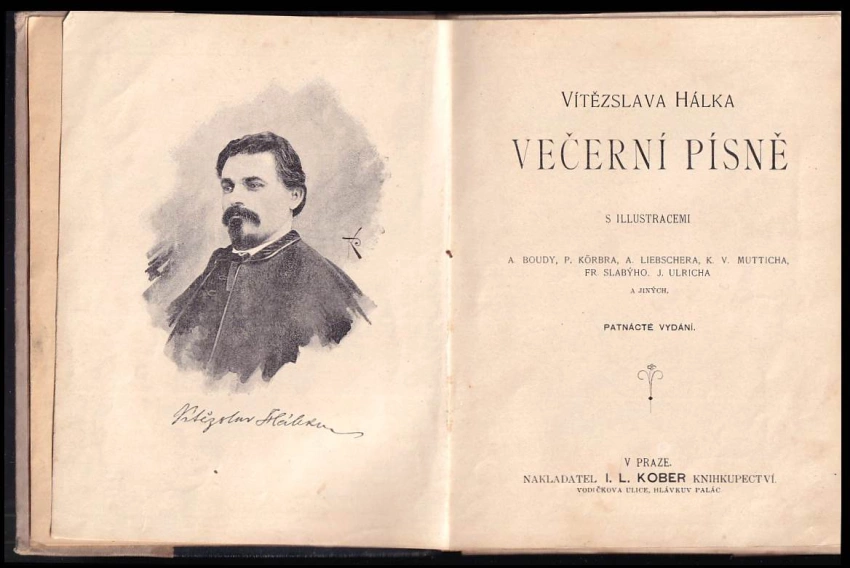 Vítězslav Hálek
VÍTĚZSLAVA HÁLKA
VEČERNÍ PÍSNĚ
S ILLUSTRACEMI
A. BOUDY, P. KÖRBRA, A. LIEBSCHERA, K. V. MUTTICHA,
FR. SLABÝHO. J. ULRICHA
A JINÝCH.
PATNÁCTÉ VYDÁNÍ.
V PRAZE.
NAKLADATEL I. L. KOBER KNIHKUPECTVÍ.
VODIČKOVA ULICE, HLÁVKUV PALÁC